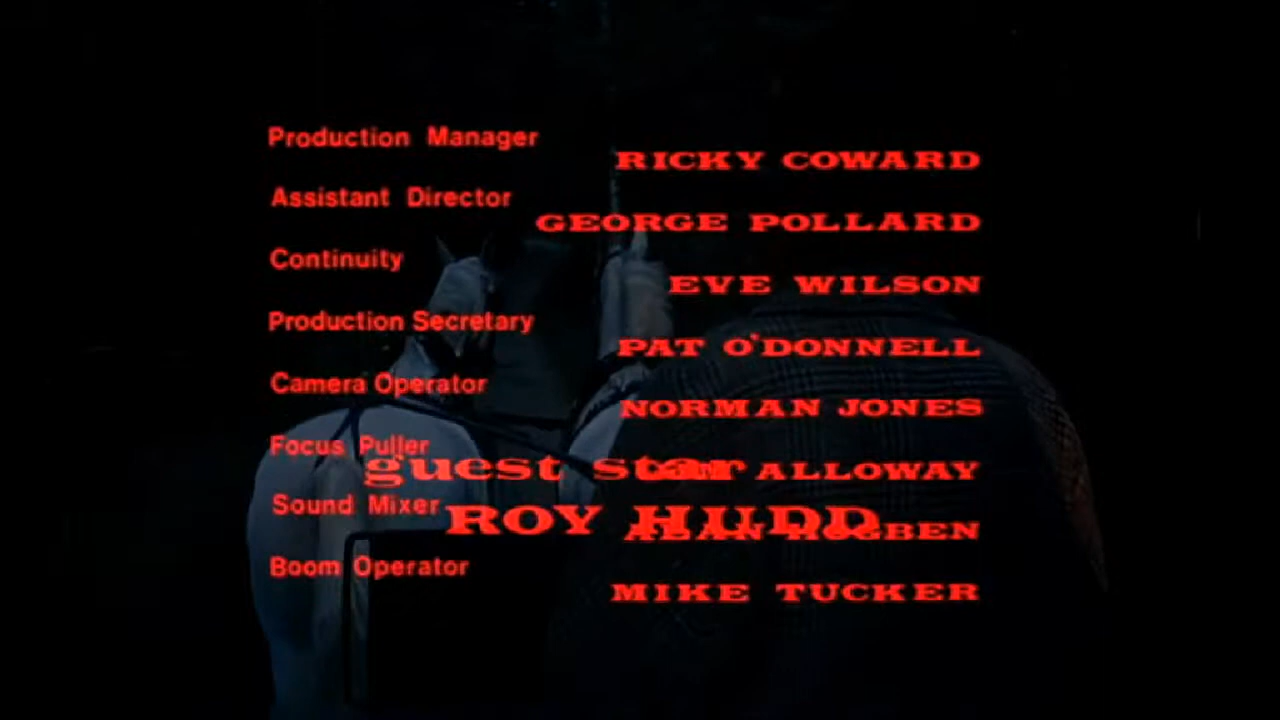 Production Manager
RICKY COWARD
Assistant Director
GEORGE POLLARD
Continuity
EVE WILSON
Production Secretary
PAT O'DONNELL
Camera Operator
NORMAN JONES
Focus Puller
ALLOWAY
guest star
Sound Mixer
ROY HUDD
Boom Operator
MIKE TUCKER